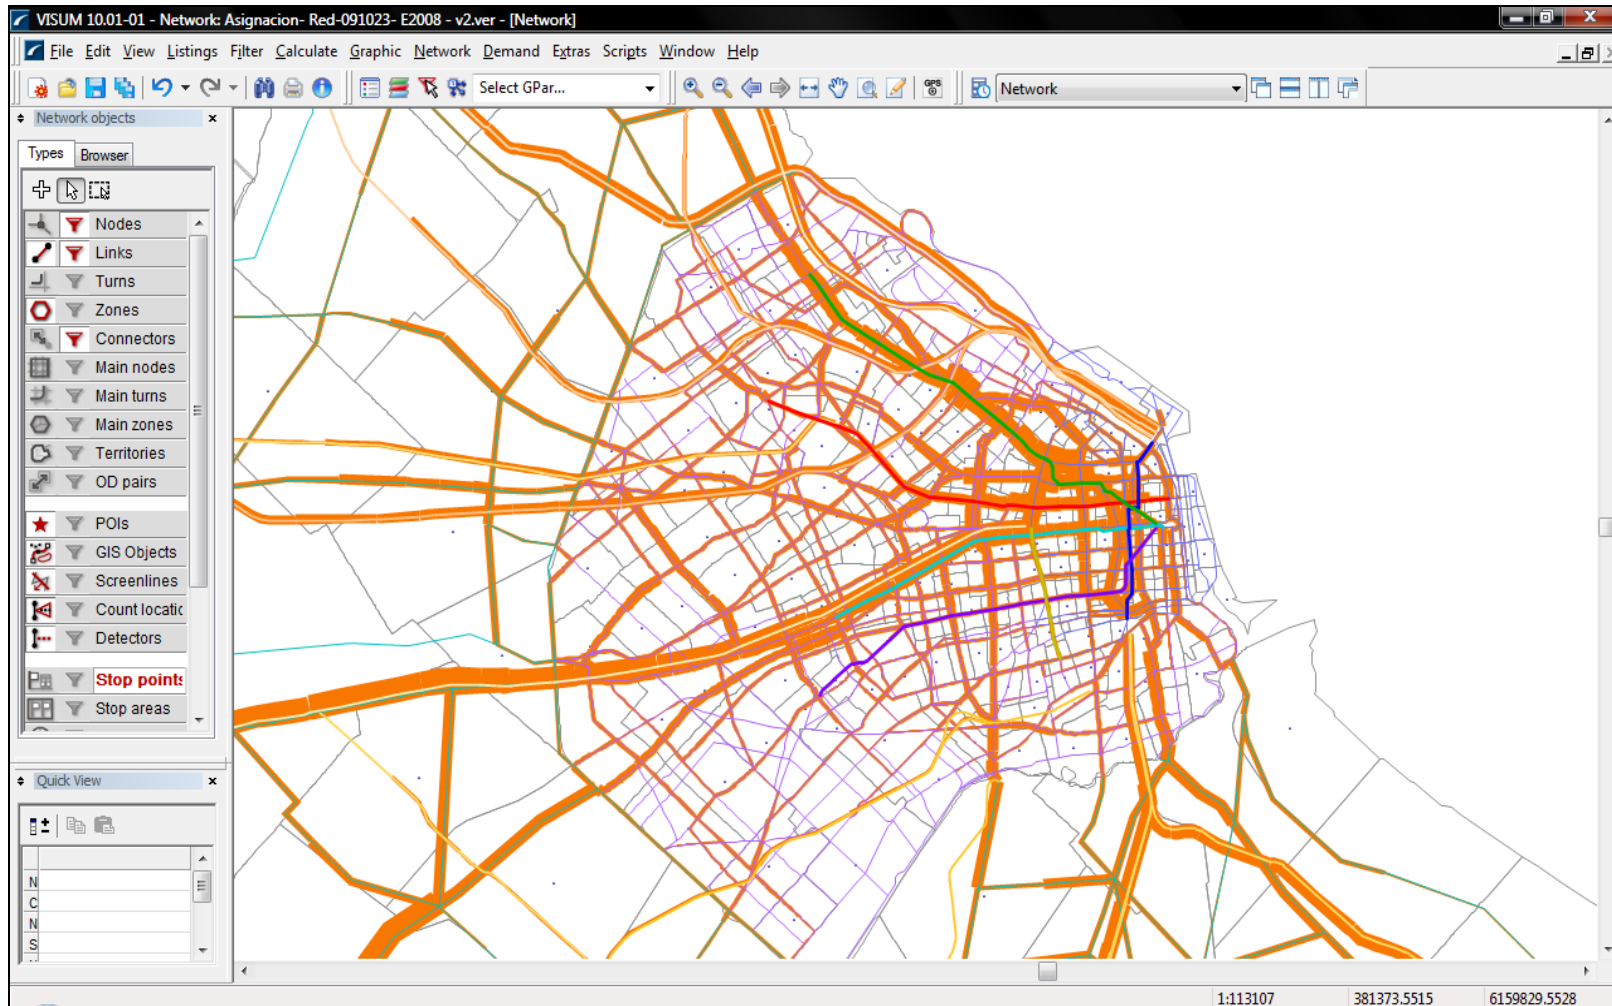 VISUM 10.01-01 - Network: Asignacion- Red-091023- E2008 - v2.ver - [Network]
File Edit View Listings Filter Calculate Graphic Network Demand Extras Scripts Window Help
Select GPar... GPS Network
Network objects
Types Browser
Nodes
Links
Turns
Zones
Connectors
Main nodes
Main turns
Main zones
Territories
OD pairs
POIs
GIS Objects
Screenlines
Count locatic
Detectors
Stop points
Stop areas
Quick View
N
C
N
S
1:113107 381373.5515 6159829.5528